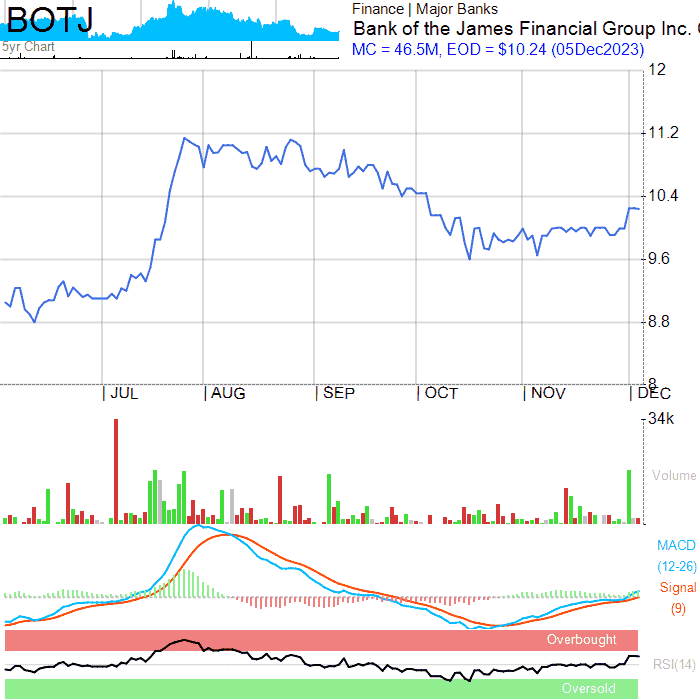 BOTJ
5yr Chart
Finance | Major Banks
Bank of the James Financial Group Inc.
MC = 46.5M, EOD = $10.24 (05Dec2023)
12
11.2
10.4
9.6
8.8
8
| JUL | AUG | SEP | OCT | NOV | DEC
34k
Volume
MACD
(12-26)
Signal
(9)
Overbought
RSI(14)
Oversold